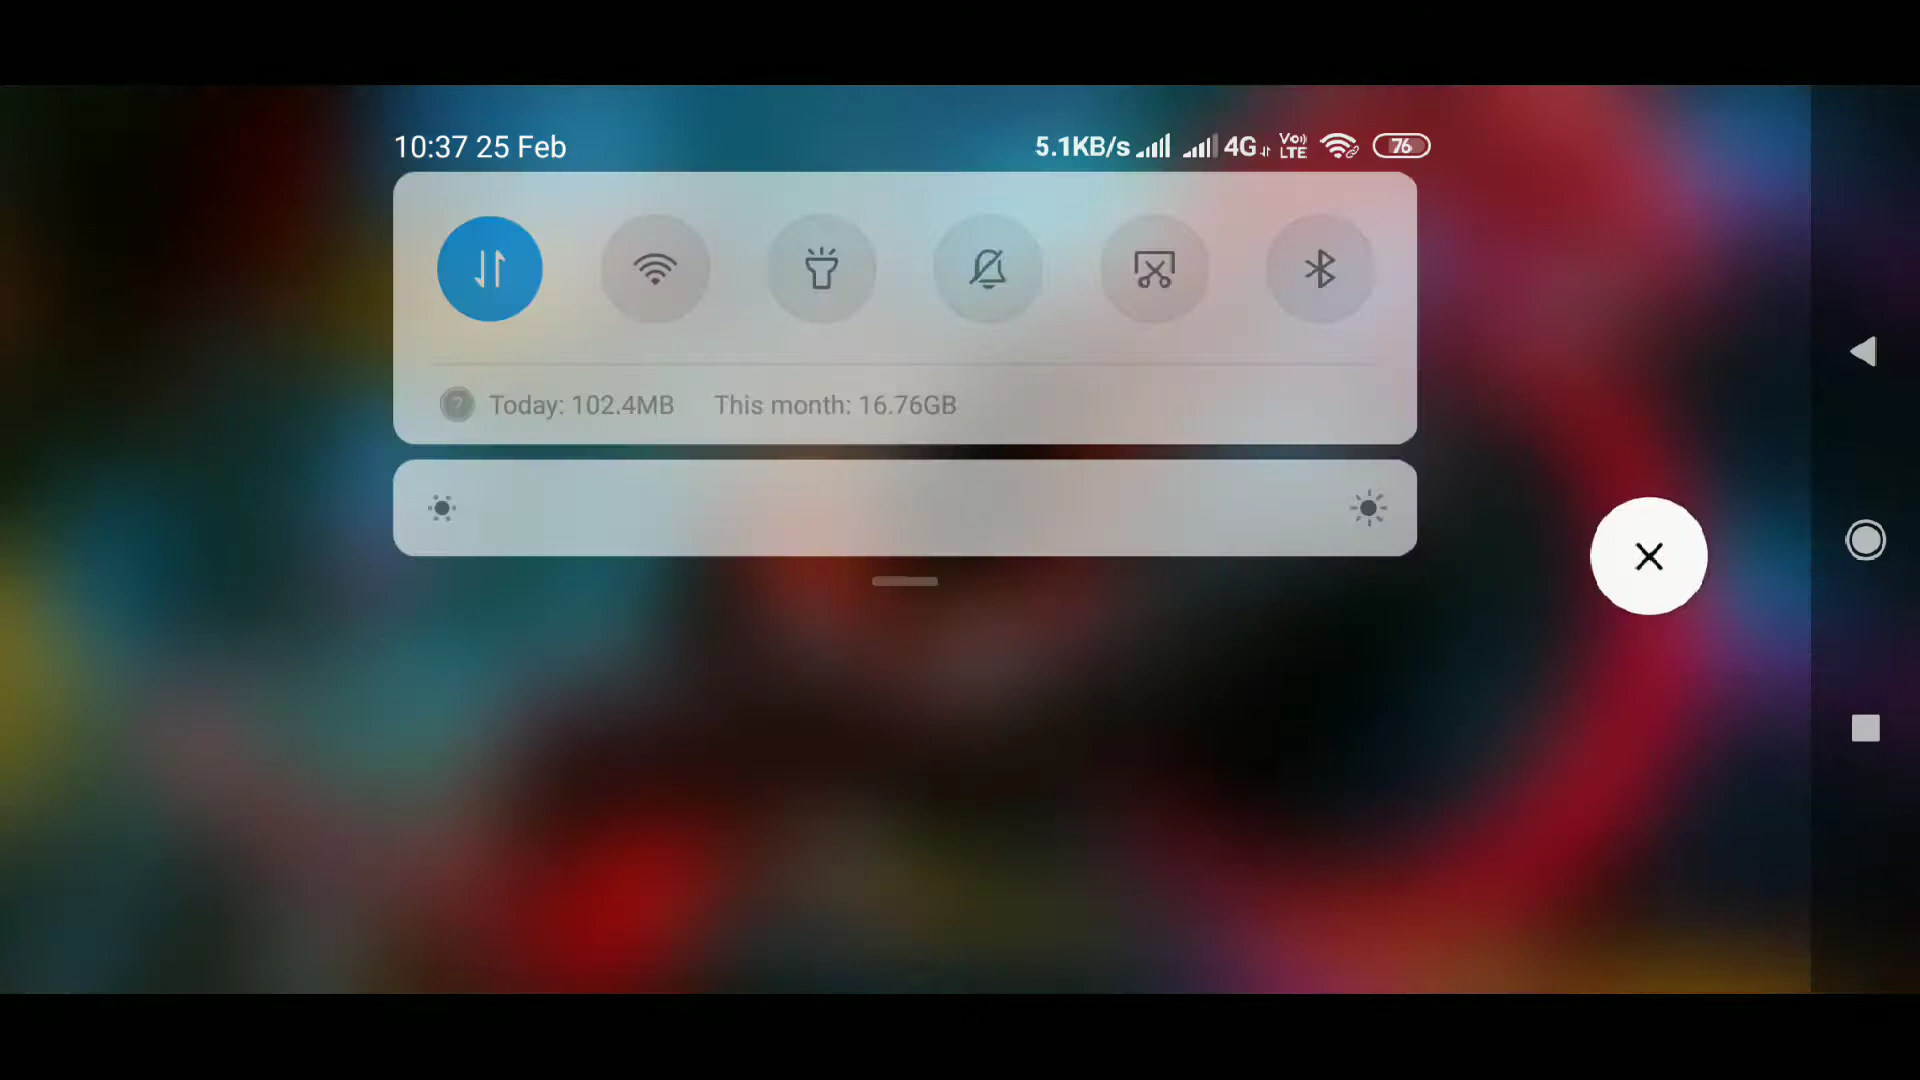 10:37 25 Feb
5.1KB/s 4G Vo)) LTE 76
Today: 102.4MB This month: 16.76GB